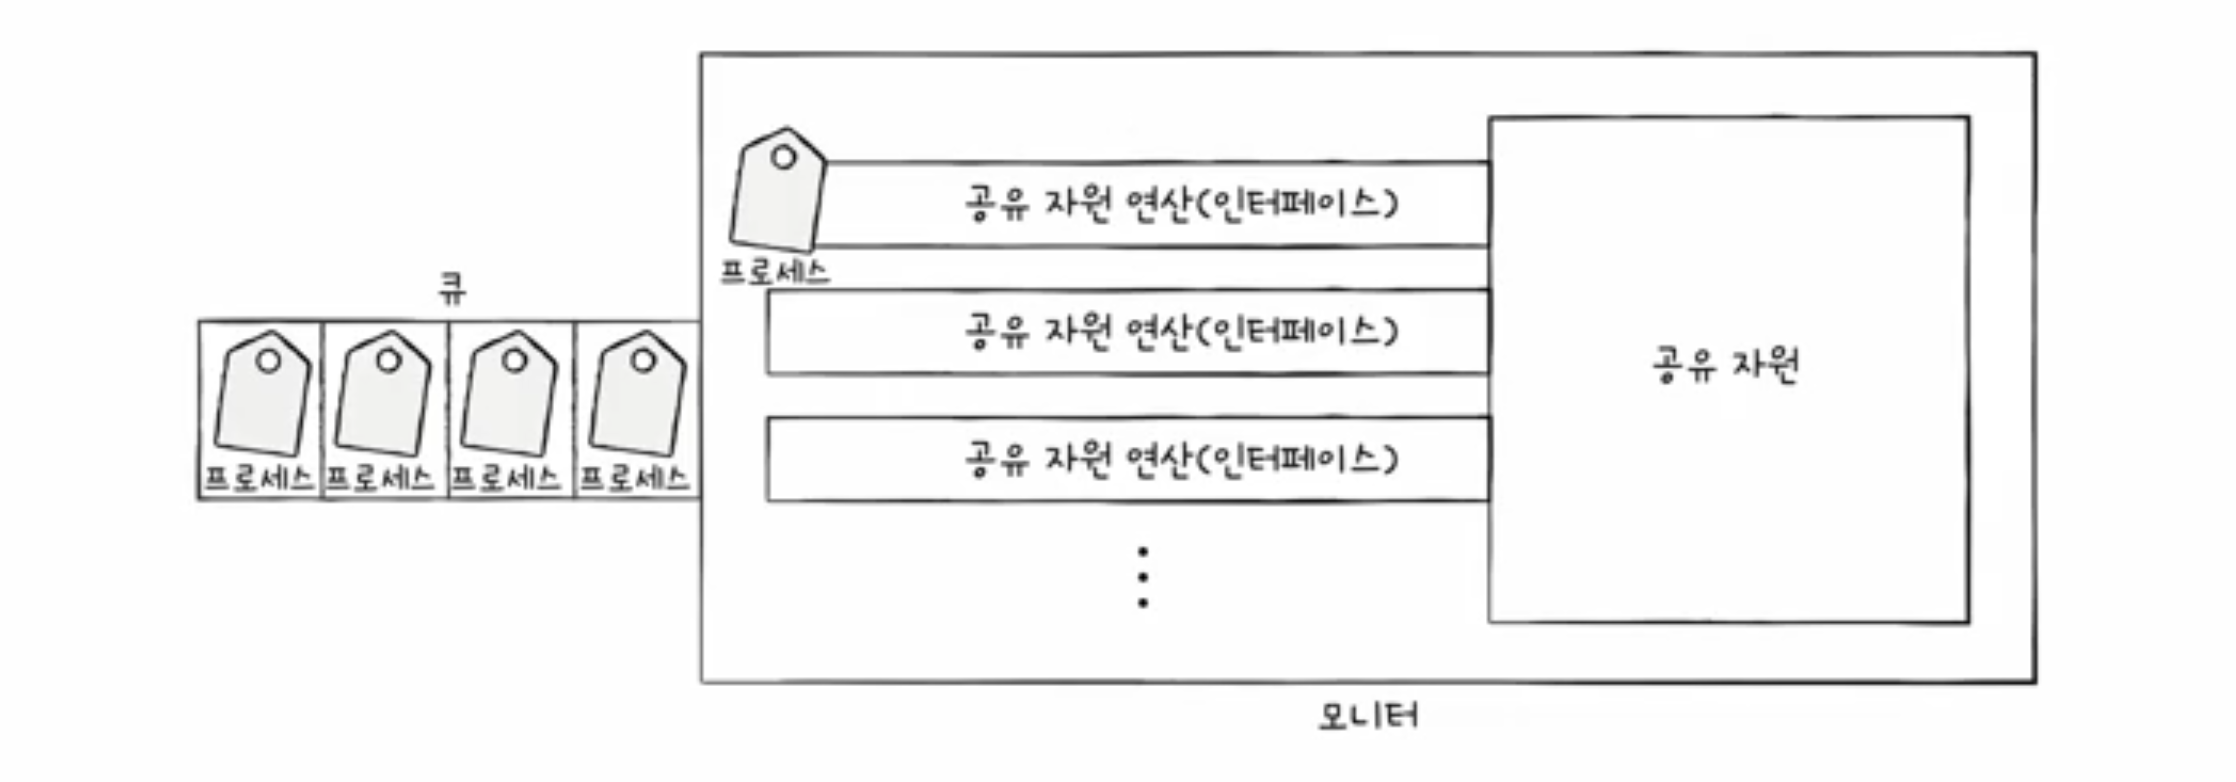 공유 자원 연산(인터페이스)
프로세스
큐
공유 자원 연산(인터페이스)
공유 자원
공유 자원 연산(인터페이스)
프로세스 프로세스 프로세스 프로세스
모니터